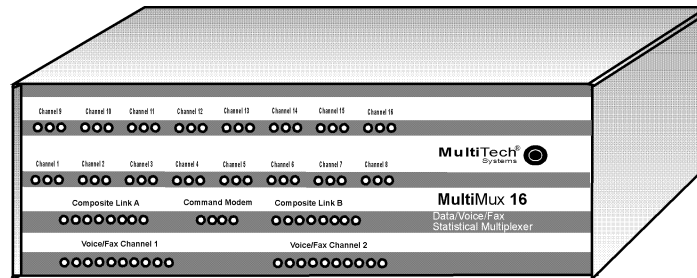 Channel 9 Channel 10 Channel 11 Channel 12 Channel 13 Channel 14 Channel 15 Channel 16
Channel 1 Channel 2 Channel 3 Channel 4 Channel 5 Channel 6 Channel 7 Channel 8
MultiTech®
Systems
Composite Link A Command Modem Composite Link B
MultiMux 16
Data/Voice/Fax
Statistical Multiplexer
Voice/Fax Channel 1 Voice/Fax Channel 2